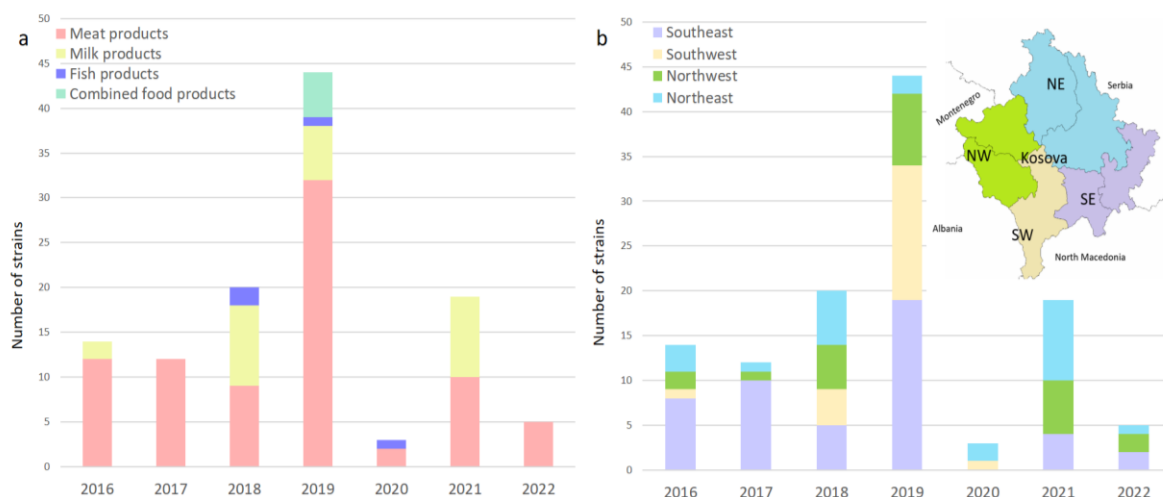 a
Meat products
Milk products
Fish products
Combined food products
Number of strains
50
45
40
35
30
25
20
15
10
5
0
2016 2017 2018 2019 2020 2021 2022
b
Southeast
Southwest
Northwest
Northeast
Number of strains
50
45
40
35
30
25
20
15
10
5
0
2016 2017 2018 2019 2020 2021 2022
NE
Serbia
Montenegro
NW
Kosova
SE
Albania
SW
North Macedonia